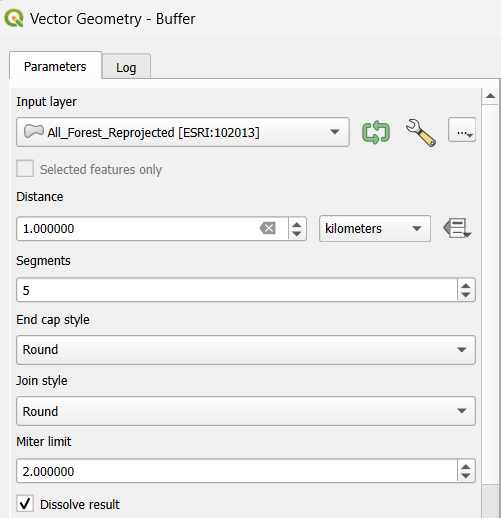 Vector Geometry - Buffer
Parameters Log
Input layer
All_Forest_Reprojected [ESRI:102013]
...
Selected features only
Distance
1.000000 kilometers
Segments
5
End cap style
Round
Join style
Round
Miter limit
2.000000
Dissolve result